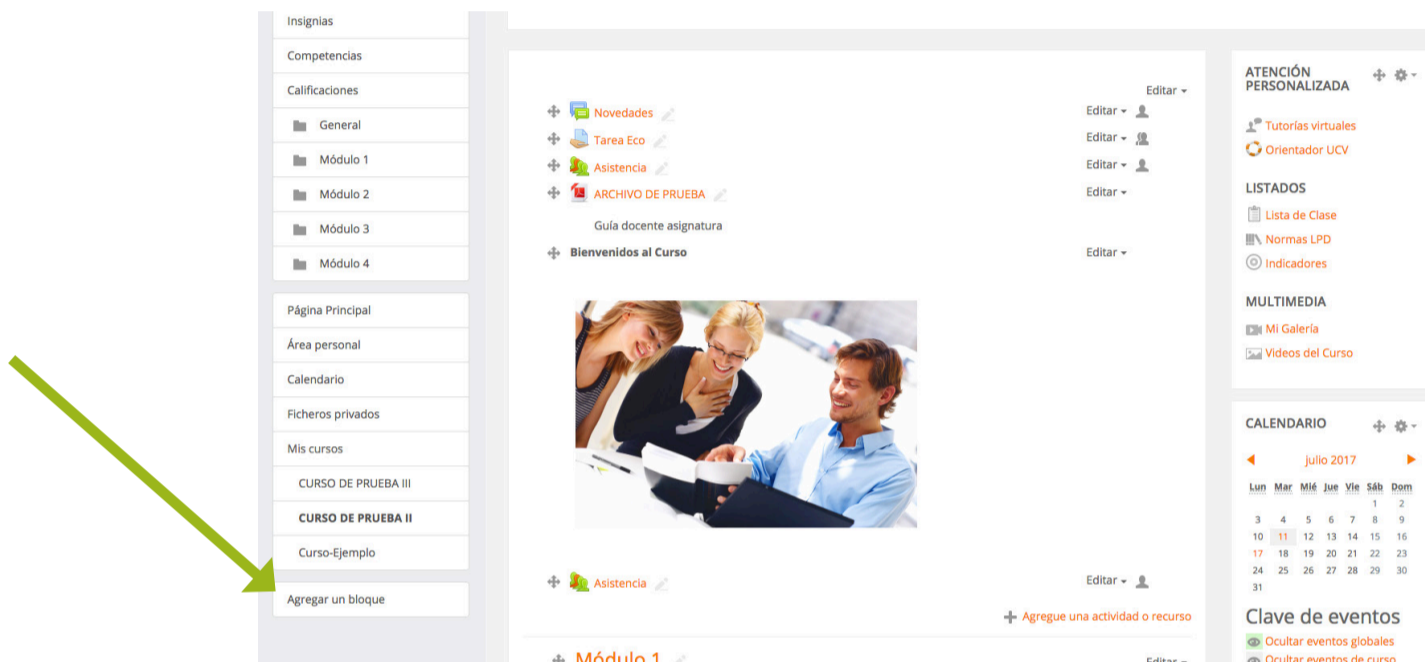 Insignias
Competencias
Calificaciones
General
Módulo 1
Módulo 2
Módulo 3
Módulo 4
Página Principal
Área personal
Calendario
Ficheros privados
Mis cursos
CURSO DE PRUEBA III
CURSO DE PRUEBA II
Curso-Ejemplo
Agregar un bloque
Editar
Novedades Editar
Tarea Eco Editar
Asistencia Editar
ARCHIVO DE PRUEBA Editar
Guía docente asignatura
Bienvenidos al Curso Editar
Asistencia Editar
Agregue una actividad o recurso
Módulo 1 Editar
ATENCIÓN
PERSONALIZADA
Tutorías virtuales
Orientador UCV
LISTADOS
Lista de Clase
Normas LPD
Indicadores
MULTIMEDIA
Mi Galería
Videos del Curso
CALENDARIO
julio 2017
Lun Mar Mié Jue Vie Sáb Dom
1 2
3 4 5 6 7 8 9
10 11 12 13 14 15 16
17 18 19 20 21 22 23
24 25 26 27 28 29 30
31
Clave de eventos
Ocultar eventos globales
Ocultar eventos de curso